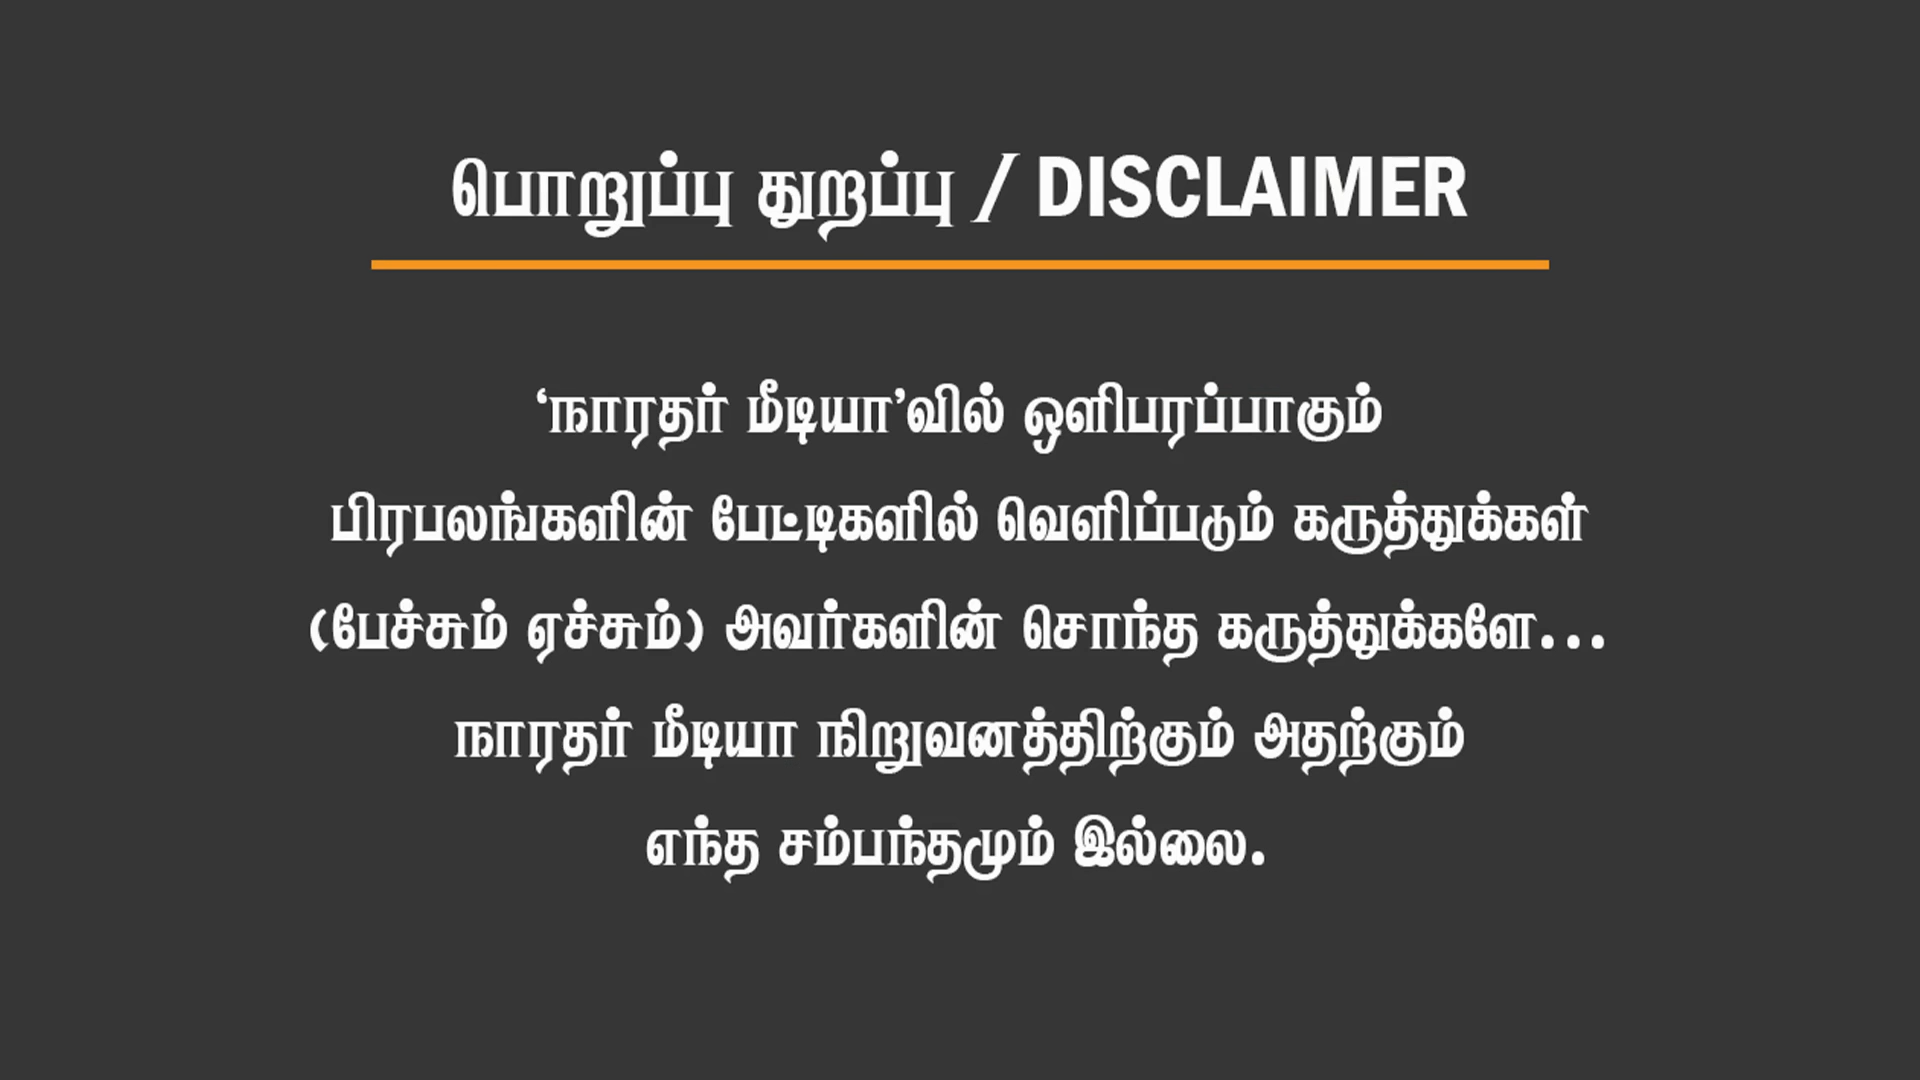 பொறுப்பு துறப்பு / DISCLAIMER
‘நாரதர் மீடியா’வில் ஒளிபரப்பாகும்
பிரபலங்களின் பேட்டிகளில் வெளிப்படும் கருத்துக்கள்
(பேச்சும் ஏச்சும்) அவர்களின் சொந்த கருத்துக்களே...
நாரதர் மீடியா நிறுவனத்திற்கும் அதற்கும்
எந்த சம்பந்தமும் இல்லை.